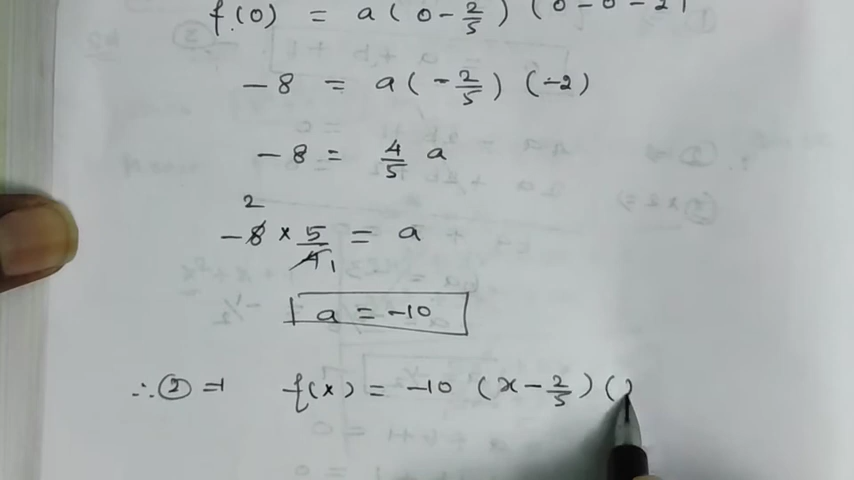 f(0) = a(0 - 2/5) (0 - 0 - 2)
-8 = a(-2/5) (-2)
-8 = 4/5 a
2
-8 × 5/4 1 = a
a = -10
∴ ② ⇒ f(x) = -10 (x - 2/5) (